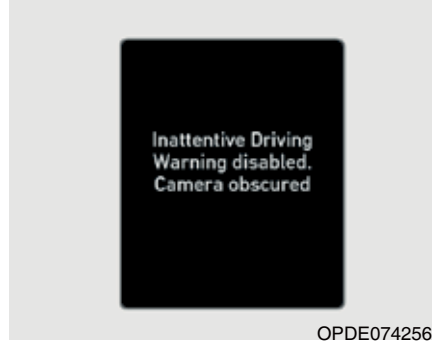 Inattentive Driving
Warning disabled.
Camera obscured
OPDE074256